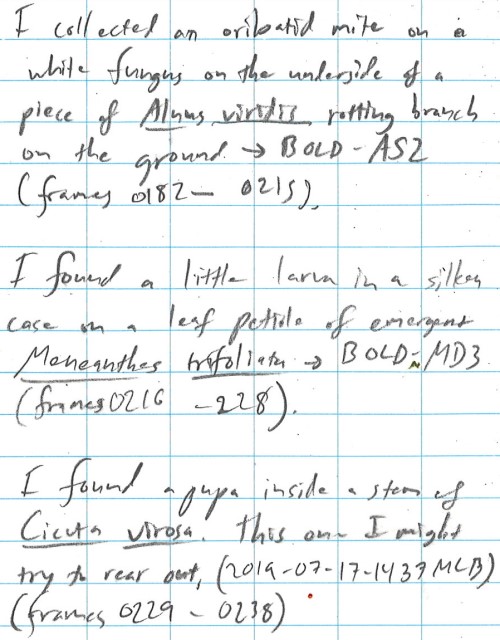 I collected an oribatid mite on a
white fungus on the underside of a
piece of Alnus viridis rotting branch
on the ground → BOLD-AS2
(frames 0182 – 0215).
I found a little larva in a silken
case on a leaf petiole of emergent
Meneanthes trifoliata → BOLD-MD3
(frames 0216 – 228).
I found a pupa inside a stem of
Cicuta virosa. This one I might
try to rear out, (2019-07-17-1437 MLB)
(frames 0229 – 0238)